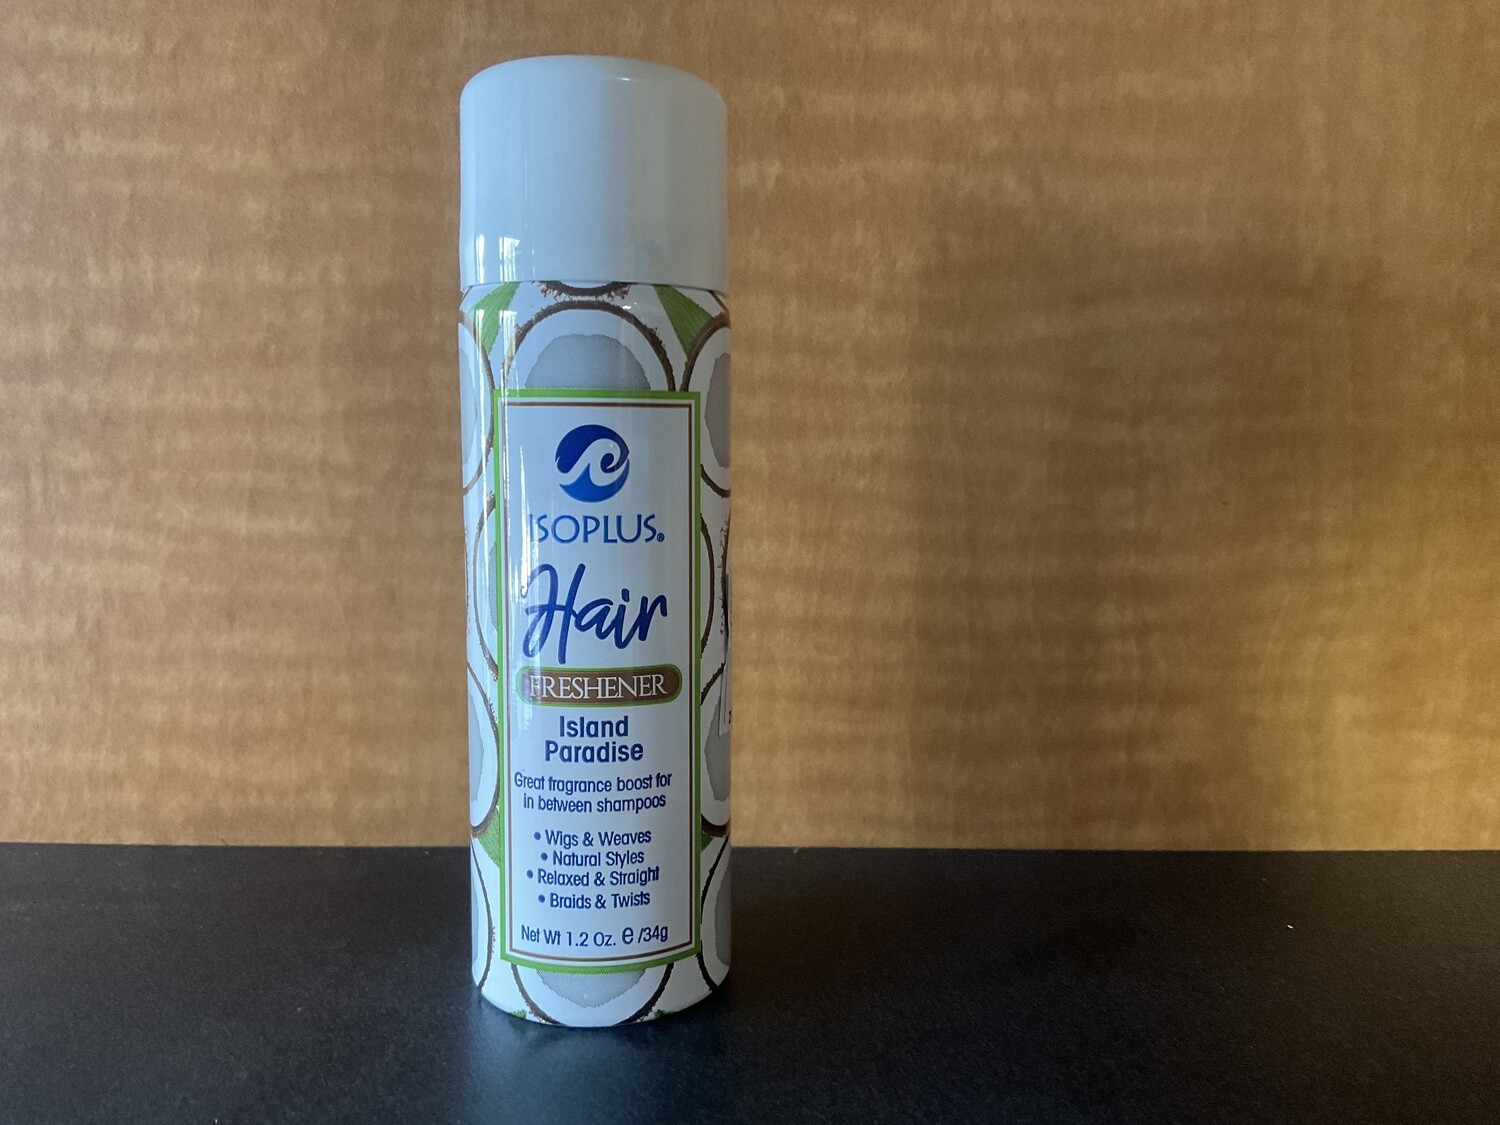 ISOPLUS®
Hair
FRESHENER
Island
Paradise
Great fragrance boost for
in between shampoos
• Wigs & Weaves
• Natural Styles
• Relaxed & Straight
• Braids & Twists
Net Wt 1.2 Oz. ℮ /34g